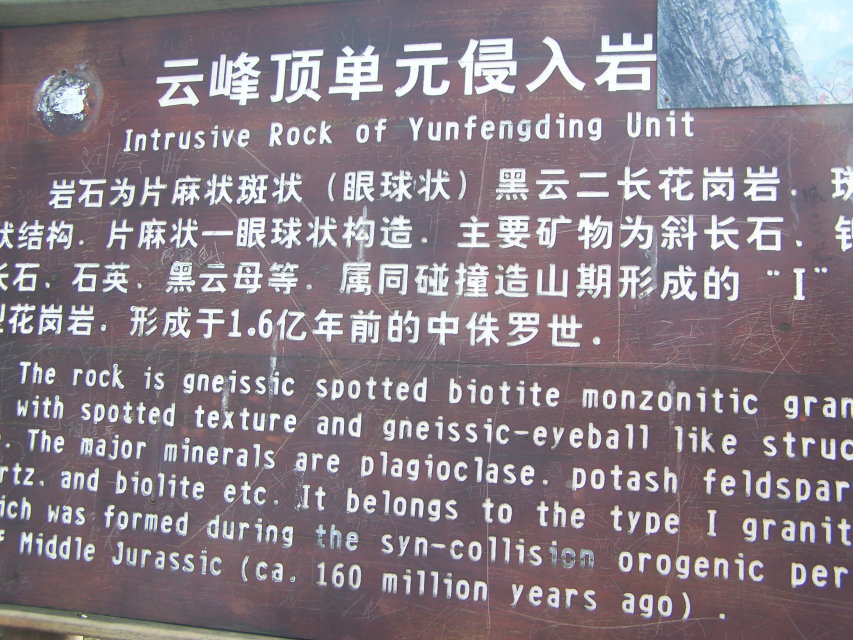 云峰顶单元侵入岩
Intrusive Rock of Yunfengding Unit
岩石为片麻状斑状（眼球状）黑云二长花岗岩．斑
状结构．片麻状—眼球状构造．主要矿物为斜长石．钾
长石．石英．黑云母等．属同碰撞造山期形成的“I”
型花岗岩．形成于1.6亿年前的中侏罗世．
The rock is gneissic spotted biotite monzonitic gran
with spotted texture and gneissic-eyeball like struc
. The major minerals are plagioclase. potash feldspar
rtz. and biolite etc. It belongs to the type I granit
ich was formed during the syn-collision orogenic per
f Middle Jurassic (ca. 160 million years ago) .